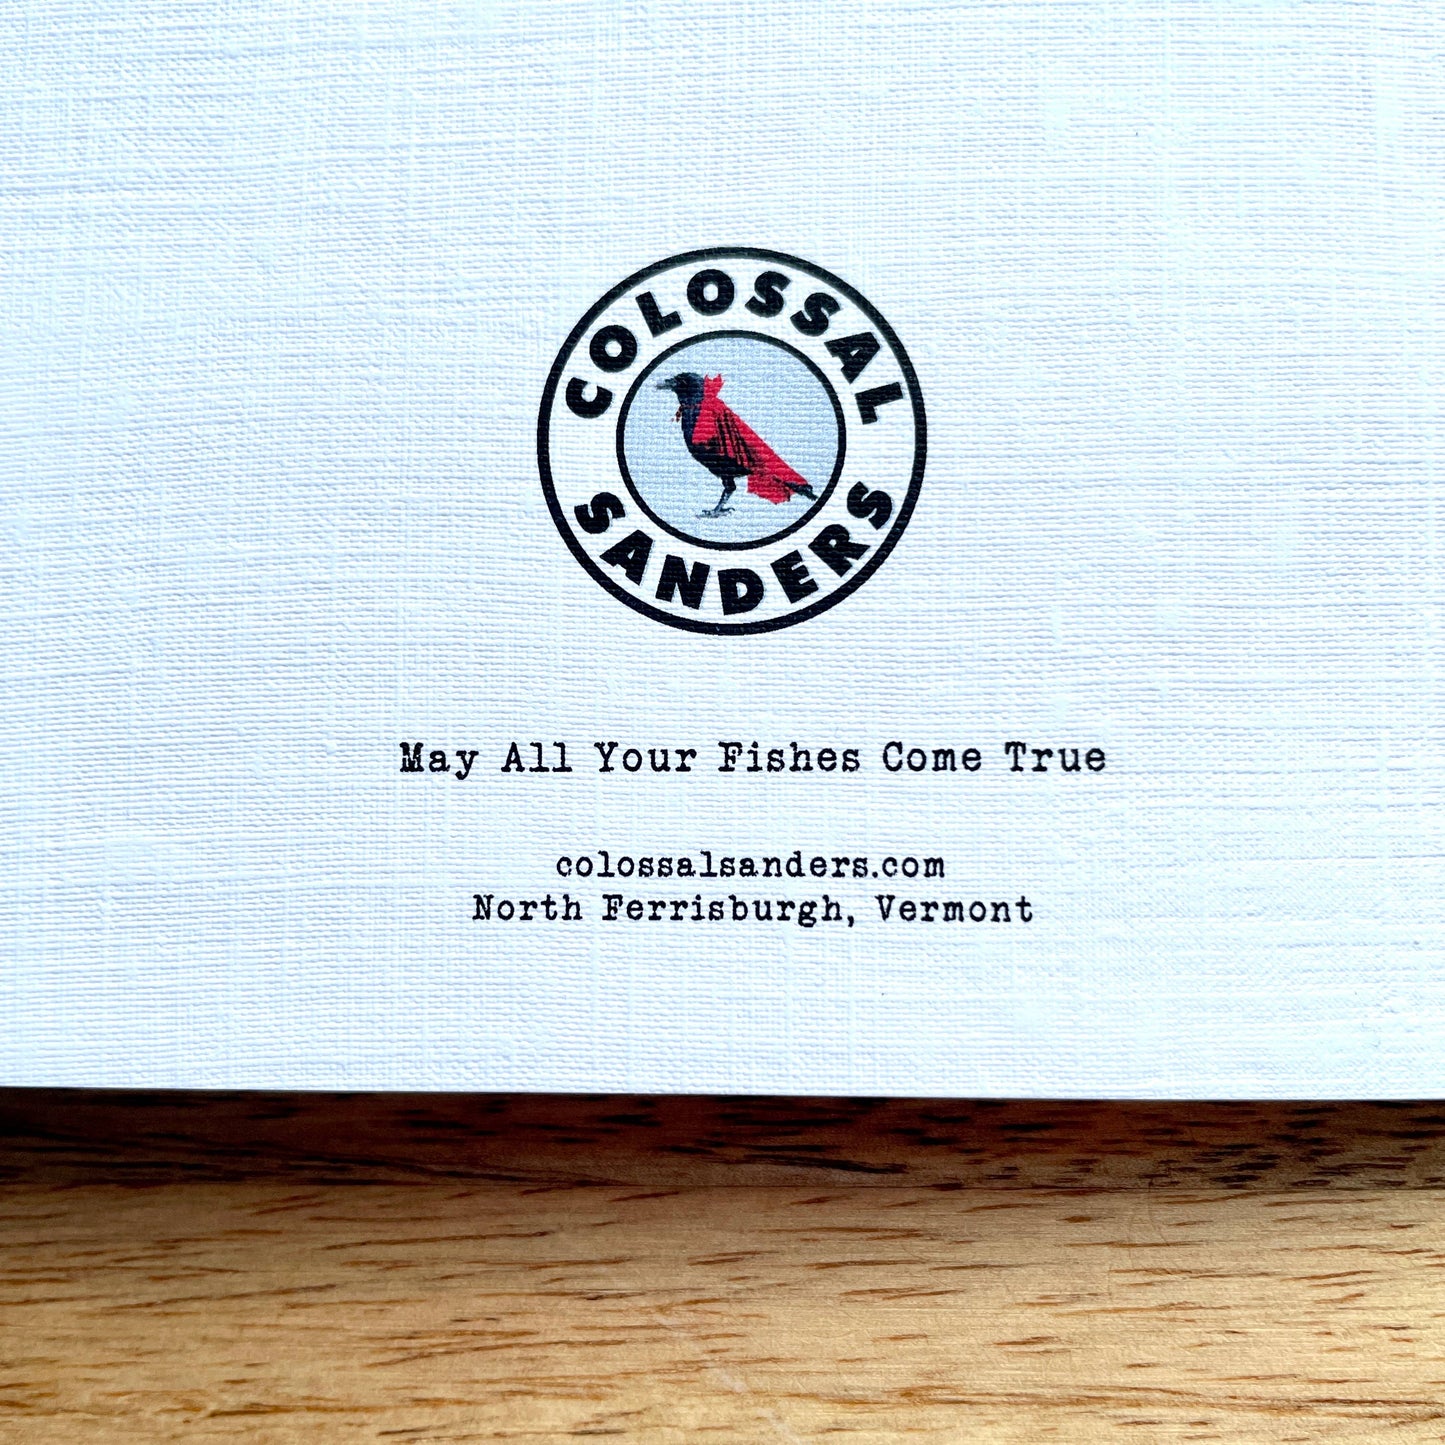 COLOSSAL
SANDERS
May All Your Fishes Come True
colossalsanders.com
North Ferrisburgh, Vermont